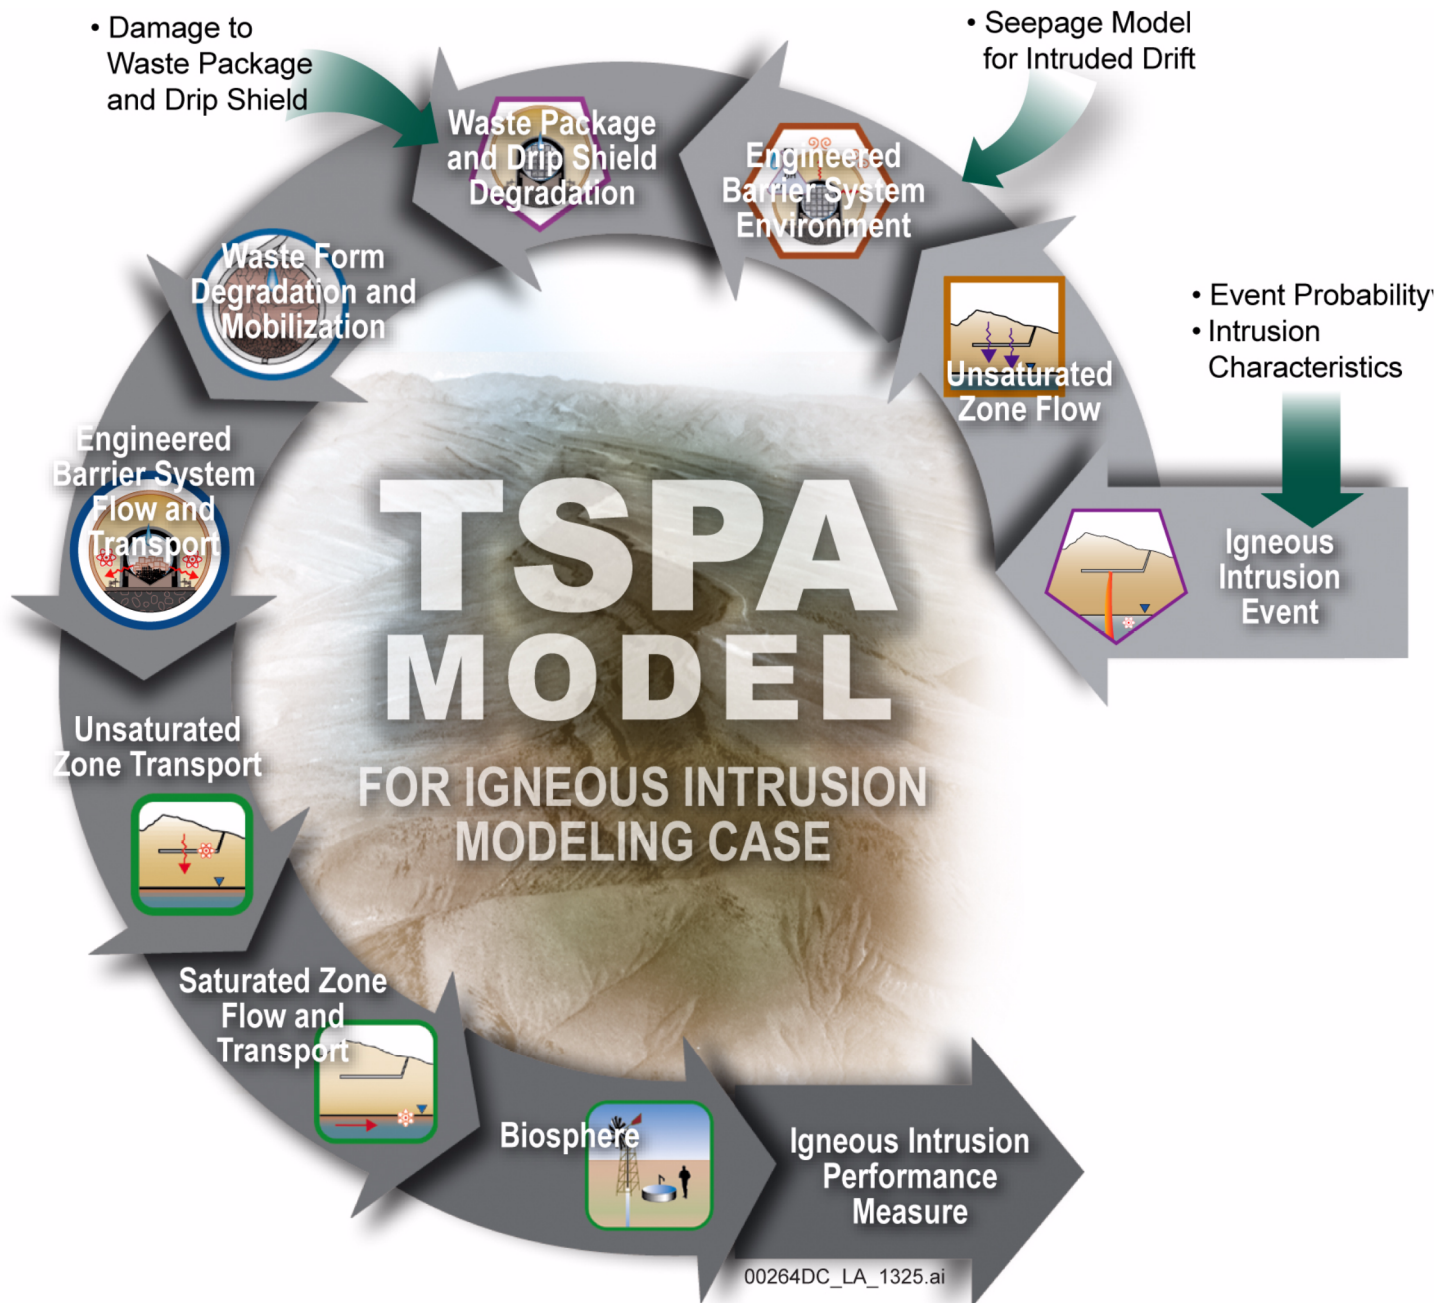 • Damage to
Waste Package
and Drip Shield
• Seepage Model
for Intruded Drift
Waste Package
and Drip Shield
Degradation
Engineered
Barrier System
Environment
Waste Form
Degradation and
Mobilization
• Event Probability
• Intrusion
Characteristics
Unsaturated
Zone Flow
Engineered
Barrier System
Flow and
Transport
Igneous
Intrusion
Event
TSPA
MODEL
FOR IGNEOUS INTRUSION
MODELING CASE
Unsaturated
Zone Transport
Saturated Zone
Flow and
Transport
Biosphere
Igneous Intrusion
Performance
Measure
00264DC_LA_1325.ai